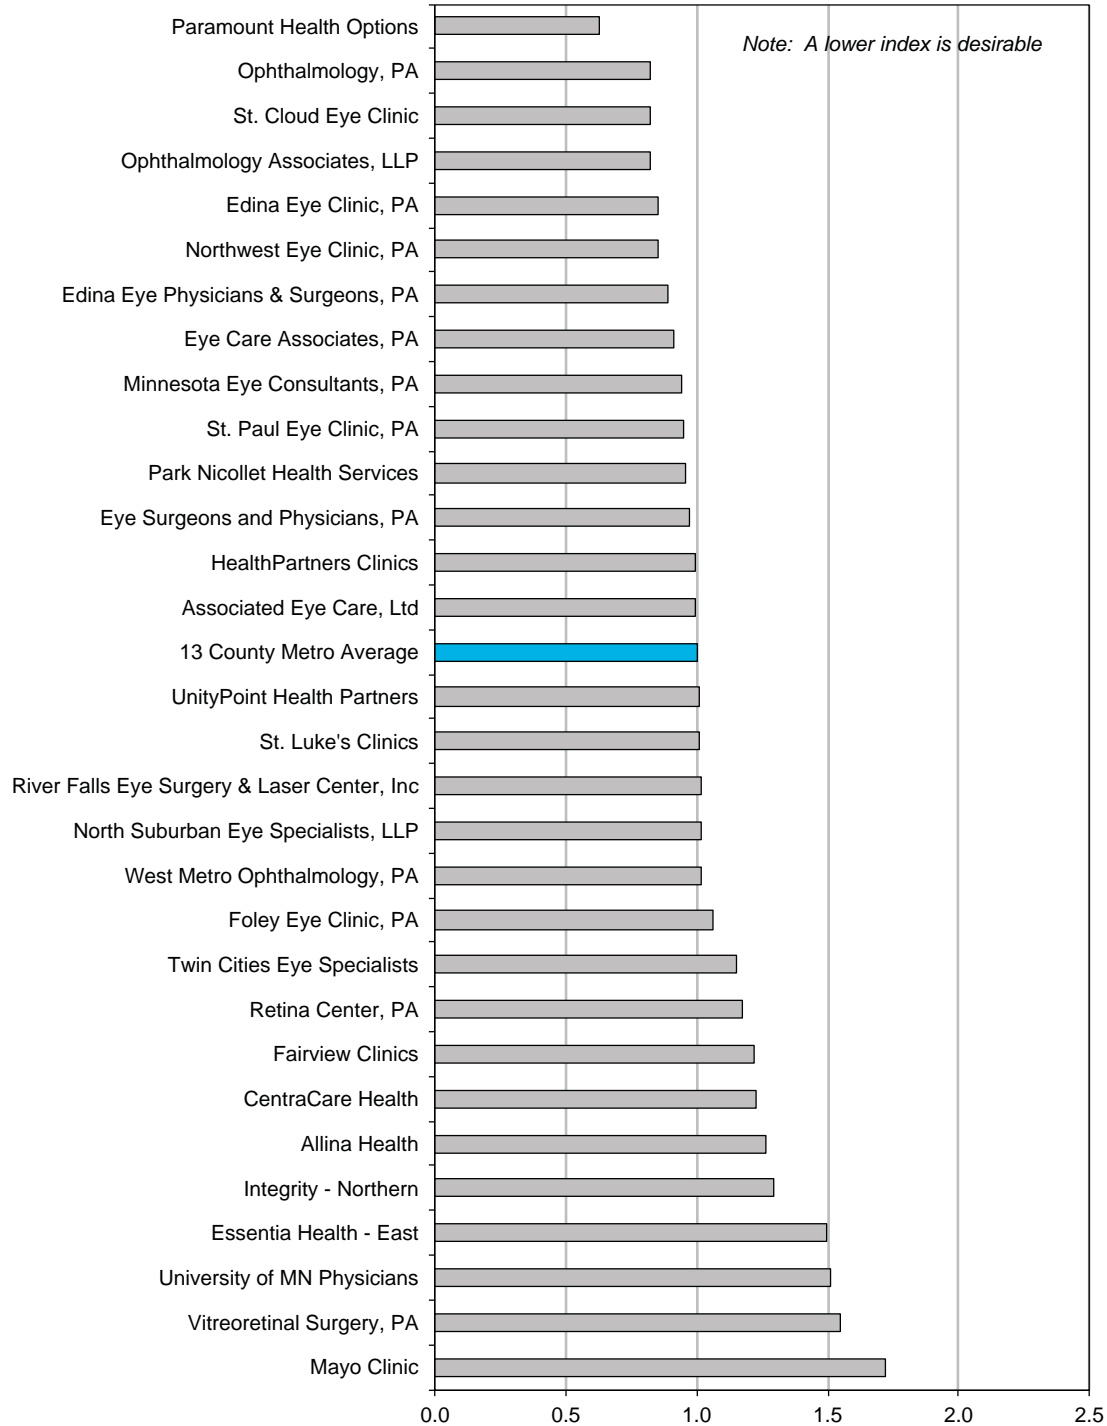 Paramount Health Options
Note: A lower index is desirable
Ophthalmology, PA
St. Cloud Eye Clinic
Ophthalmology Associates, LLP
Edina Eye Clinic, PA
Northwest Eye Clinic, PA
Edina Eye Physicians & Surgeons, PA
Eye Care Associates, PA
Minnesota Eye Consultants, PA
St. Paul Eye Clinic, PA
Park Nicollet Health Services
Eye Surgeons and Physicians, PA
HealthPartners Clinics
Associated Eye Care, Ltd
13 County Metro Average
UnityPoint Health Partners
St. Luke's Clinics
River Falls Eye Surgery & Laser Center, Inc
North Suburban Eye Specialists, LLP
West Metro Ophthalmology, PA
Foley Eye Clinic, PA
Twin Cities Eye Specialists
Retina Center, PA
Fairview Clinics
CentraCare Health
Allina Health
Integrity - Northern
Essentia Health - East
University of MN Physicians
Vitreoretinal Surgery, PA
Mayo Clinic
0.0 0.5 1.0 1.5 2.0 2.5